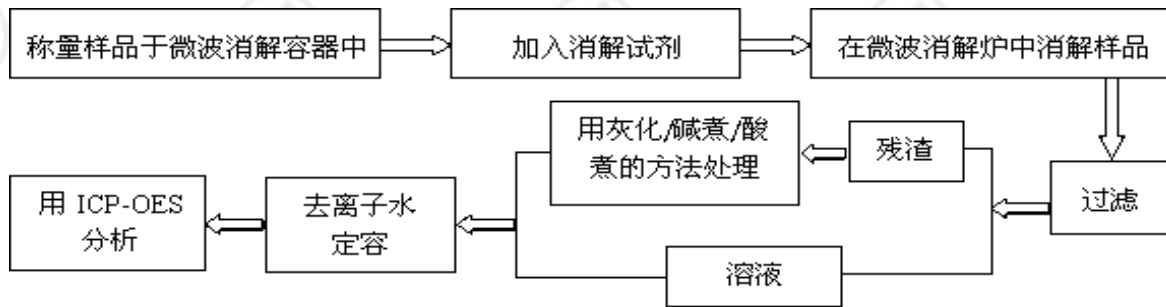 称量样品于微波消解容器中
加入消解试剂
在微波消解炉中消解样品
过滤
残渣
用灰化/碱煮/酸
煮的方法处理
溶液
去离子水
定容
用 ICP-OES
分析